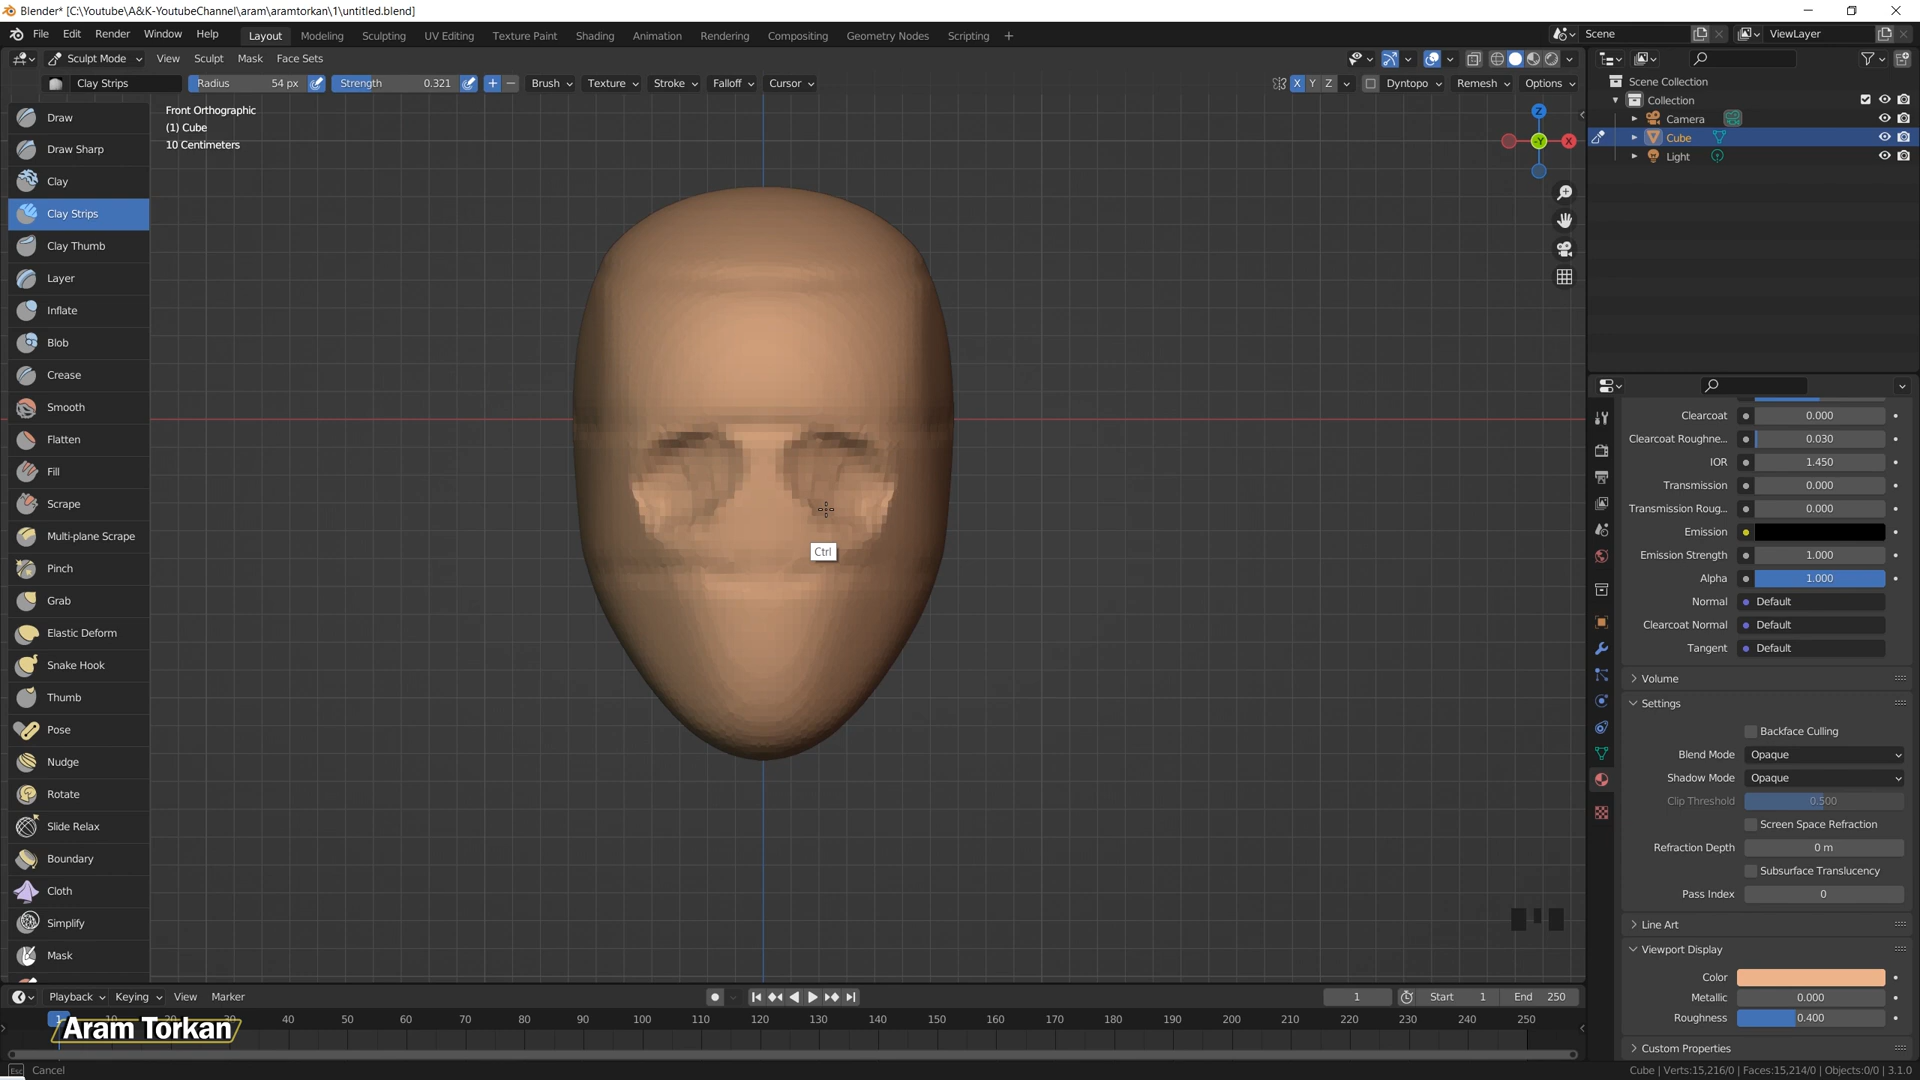 Blender* [C:\Youtube\A&K-YoutubeChannel\aram\aramtorkan\1\untitled.blend]
File Edit Render Window Help Layout Modeling Sculpting UV Editing Texture Paint Shading Animation Rendering Compositing Geometry Nodes Scripting + Scene ViewLayer
Sculpt Mode View Sculpt Mask Face Sets
Clay Strips Radius 54 px Strength 0.321 Brush Texture Stroke Falloff Cursor X Y Z Dyntopo Remesh Options
Front Orthographic
(1) Cube
10 Centimeters
Draw
Draw Sharp
Clay
Clay Strips
Clay Thumb
Layer
Inflate
Blob
Crease
Smooth
Flatten
Fill
Scrape
Multi-plane Scrape
Pinch
Grab
Elastic Deform
Snake Hook
Thumb
Pose
Nudge
Rotate
Slide Relax
Boundary
Cloth
Simplify
Mask
Z
-Y
X
Ctrl
Scene Collection
Collection
Camera
Cube
Light
Clearcoat 0.000
Clearcoat Roughne... 0.030
IOR 1.450
Transmission 0.000
Transmission Roug... 0.000
Emission
Emission Strength 1.000
Alpha 1.000
Normal Default
Clearcoat Normal Default
Tangent Default
Volume
Settings
Backface Culling
Blend Mode Opaque
Shadow Mode Opaque
Clip Threshold 0.500
Screen Space Refraction
Refraction Depth 0 m
Subsurface Translucency
Pass Index 0
Line Art
Viewport Display
Color
Metallic 0.000
Roughness 0.400
Custom Properties
Playback Keying View Marker 1 Start 1 End 250
1 40 50 60 70 80 90 100 110 120 130 140 150 160 170 180 190 200 210 220 230 240 250
Aram Torkan
Esc Cancel
Cube | Verts:15,216/0 | Faces:15,214/0 | Objects:0/0 | 3.1.0